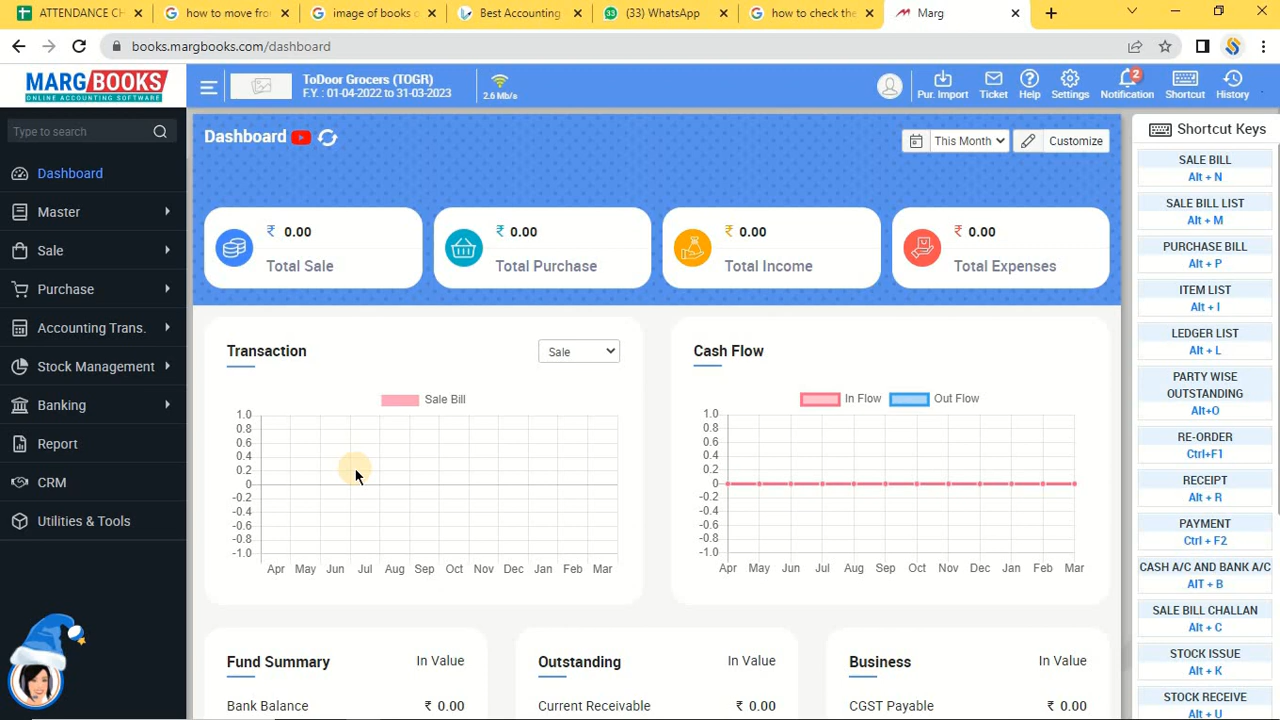 ATTENDANCE CH
how to move fro
image of books o
Best Accounting
(33) WhatsApp
how to check the
Marg
books.margbooks.com/dashboard
MARG BOOKS
ONLINE ACCOUNTING SOFTWARE
ToDoor Grocers (TOGR)
F.Y. : 01-04-2022 to 31-03-2023
2.6 Mb/s
Pur. Import
Ticket
Help
Settings
2
Notification
Shortcut
History
Type to search
Dashboard
Master
Sale
Purchase
Accounting Trans.
Stock Management
Banking
Report
CRM
Utilities & Tools
Dashboard
This Month
Customize
₹ 0.00
Total Sale
₹ 0.00
Total Purchase
₹ 0.00
Total Income
₹ 0.00
Total Expenses
Transaction
Sale
Sale Bill
1.0
0.8
0.6
0.4
0.2
0
-0.2
-0.4
-0.6
-0.8
-1.0
Apr May Jun Jul Aug Sep Oct Nov Dec Jan Feb Mar
Cash Flow
In Flow Out Flow
1.0
0.8
0.6
0.4
0.2
0
-0.2
-0.4
-0.6
-0.8
-1.0
Apr May Jun Jul Aug Sep Oct Nov Dec Jan Feb Mar
Fund Summary In Value
Bank Balance ₹ 0.00
Outstanding In Value
Current Receivable ₹ 0.00
Business In Value
CGST Payable ₹ 0.00
Shortcut Keys
SALE BILL
Alt + N
SALE BILL LIST
Alt + M
PURCHASE BILL
Alt + P
ITEM LIST
Alt + I
LEDGER LIST
Alt + L
PARTY WISE
OUTSTANDING
Alt+O
RE-ORDER
Ctrl+F1
RECEIPT
Alt + R
PAYMENT
Ctrl + F2
CASH A/C AND BANK A/C
AlT + B
SALE BILL CHALLAN
Alt + C
STOCK ISSUE
Alt + K
STOCK RECEIVE
Alt + U